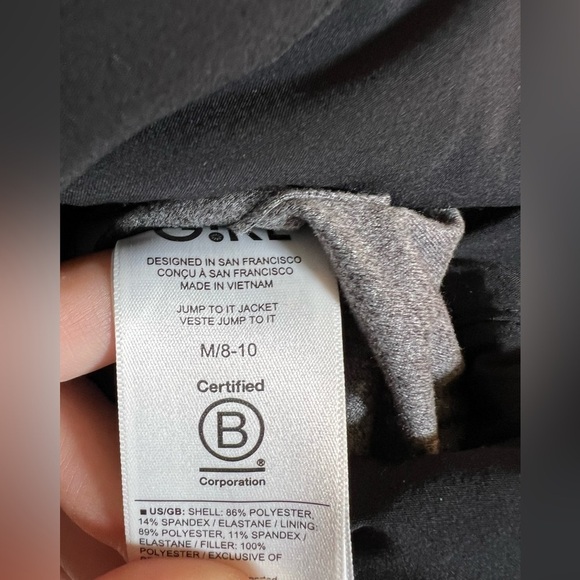 DESIGNED IN SAN FRANCISCO
CONÇU À SAN FRANCISCO
MADE IN VIETNAM
JUMP TO IT JACKET
VESTE JUMP TO IT
M/8-10
Certified
B
®
Corporation
■ US/GB: SHELL: 86% POLYESTER,
14% SPANDEX / ELASTANE / LINING:
89% POLYESTER, 11% SPANDEX /
ELASTANE / FILLER: 100%
POLYESTER / EXCLUSIVE OF